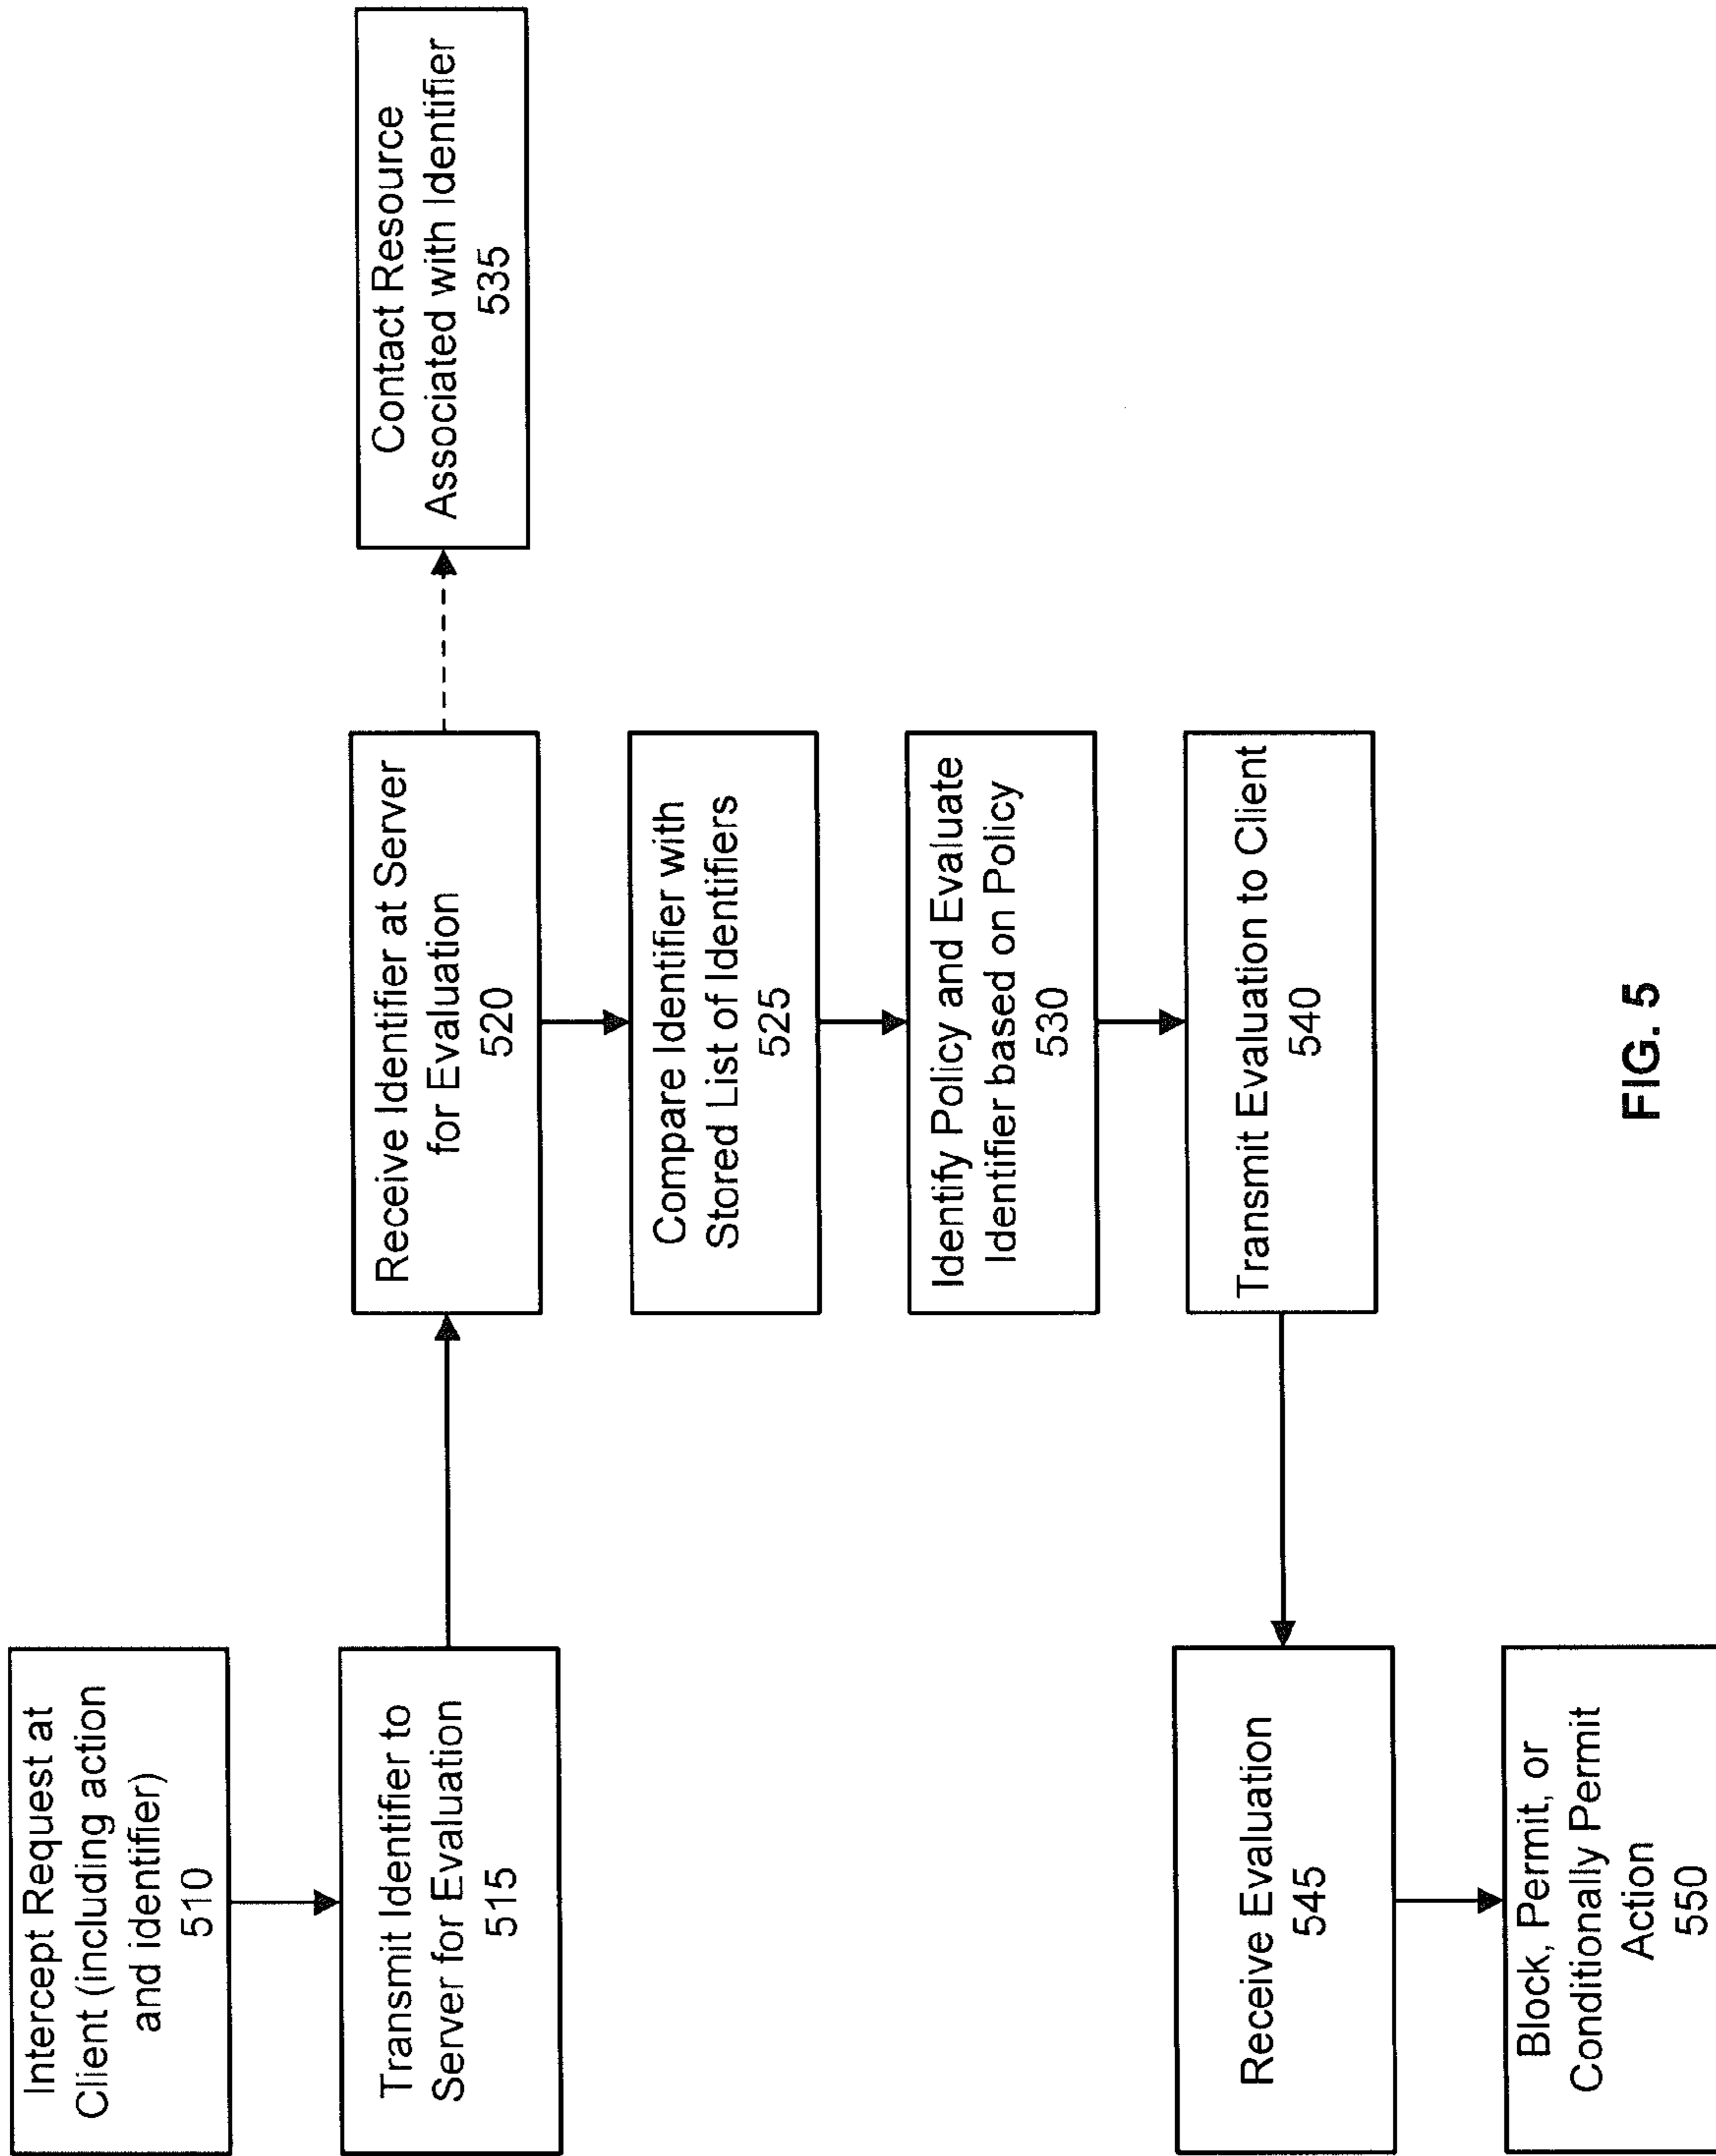 Intercept Request at
Client (including action
and identifier)
510
Transmit Identifier to
Server for Evaluation
515
Receive Identifier at Server
for Evaluation
520
Contact Resource
Associated with Identifier
535
Compare Identifier with
Stored List of Identifiers
525
Identify Policy and Evaluate
Identifier based on Policy
530
Transmit Evaluation to Client
540
Receive Evaluation
545
Block, Permit, or
Conditionally Permit
Action
550
FIG. 5